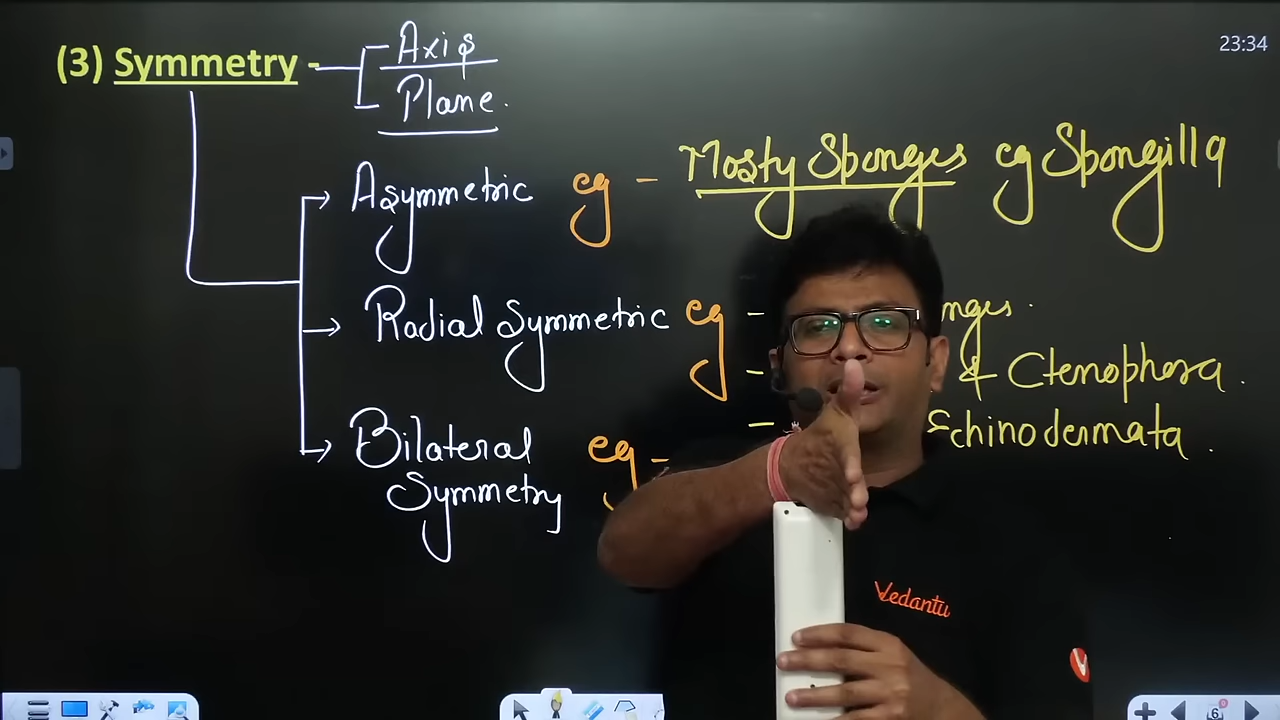 (3) Symmetry - Axis
Plane.
23:34
Asymmetric eg - Mosty Sponges eg Spongilla
Radial Symmetric eg -
- & Ctenophora.
- Echinodermata.
Bilateral eg -
Symmetry
Vedantu
V
6